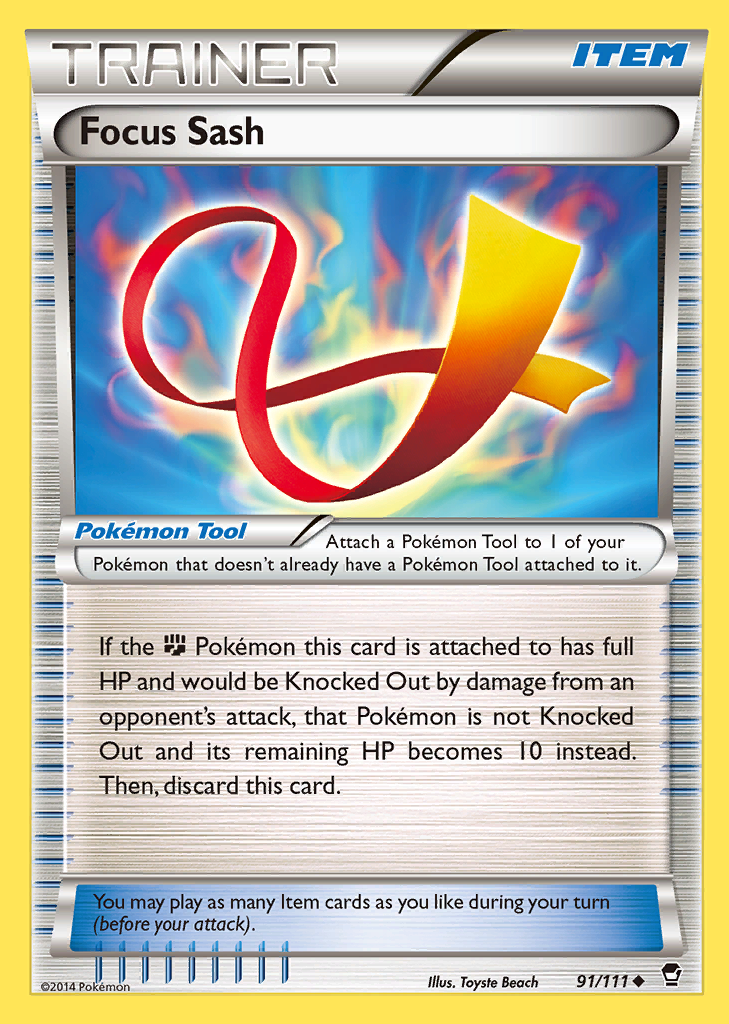 TRAINER
ITEM
Focus Sash
Pokémon Tool
Attach a Pokémon Tool to 1 of your
Pokémon that doesn't already have a Pokémon Tool attached to it.
If the Pokémon this card is attached to has full
HP and would be Knocked Out by damage from an
opponent's attack, that Pokémon is not Knocked
Out and its remaining HP becomes 10 instead.
Then, discard this card.
You may play as many Item cards as you like during your turn
(before your attack).
©2014 Pokémon
Illus. Toyste Beach
91/111